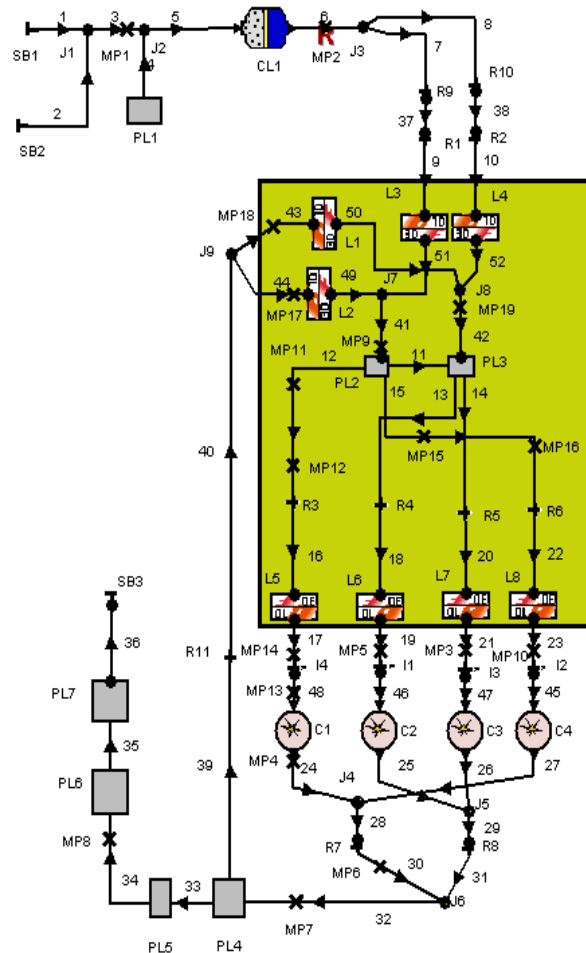 1 3 5 6 8
SB1 J1 MP1 J2 CL1 MP2 R J3 7
4
2 PL1 R9 R10
SB2 37 38
R1 R2
9 10
L3 L4
MP18 43 50
L1
J9 51 52
44 49 J7 J8
MP17 L2 MP19
41 42
MP11 12 MP9 11 PL3
PL2 15 13 14
40 MP15 MP16
MP12
R3 R4 R5 R6
16 18 20 22
SB3 L5 L6 L7 L8
36 R11 MP14 17 MP5 19 MP3 21 MP10 23
I4 I1 I3 I2
PL7 MP13 48 46 47 45
35 39 C1 C2 C3 C4
PL6 MP4 24 25 26 27
J4 J5
MP8 28 29
R7 R8
34 33 MP6 30 31
32 J6
PL5 PL4 MP7